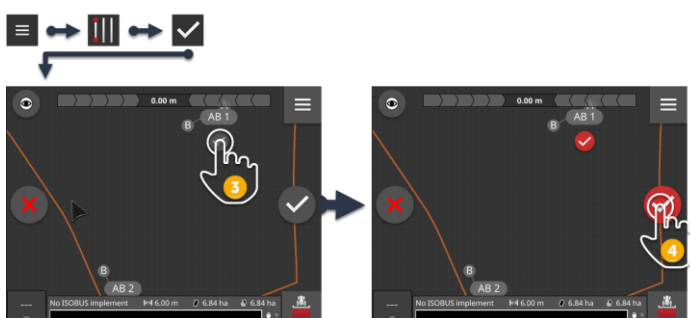 0.00 m
AB 1
B
3
B
AB 2
---
No ISOBUS implement 6.00 m 6.84 ha 6.84 ha
0.00 m
AB 1
B
4
B
AB 2
---
No ISOBUS implement 6.00 m 6.84 ha 6.84 ha